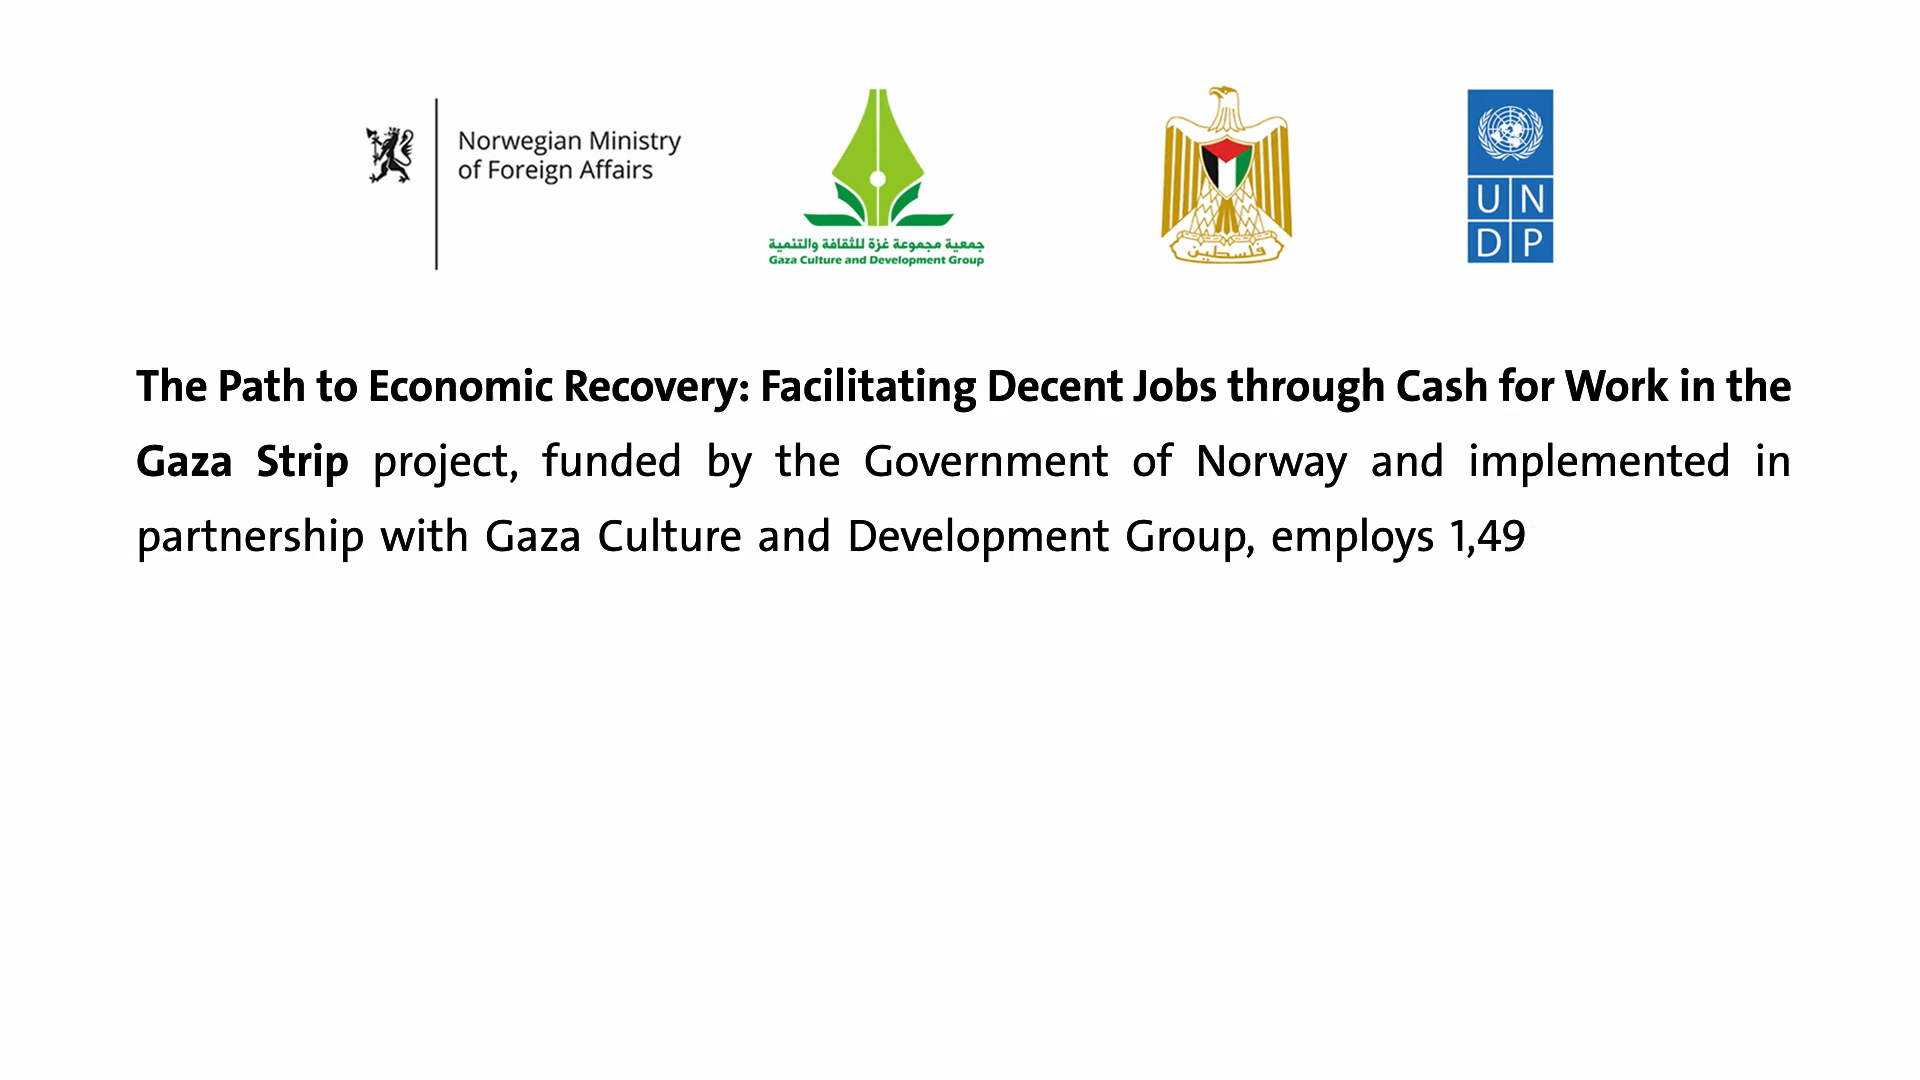 Norwegian Ministry
of Foreign Affairs
جمعية مجموعة غزة للثقافة والتنمية
Gaza Culture and Development Group
فلسطين
U N
D P
The Path to Economic Recovery: Facilitating Decent Jobs through Cash for Work in the
Gaza Strip project, funded by the Government of Norway and implemented in
partnership with Gaza Culture and Development Group, employs 1,49